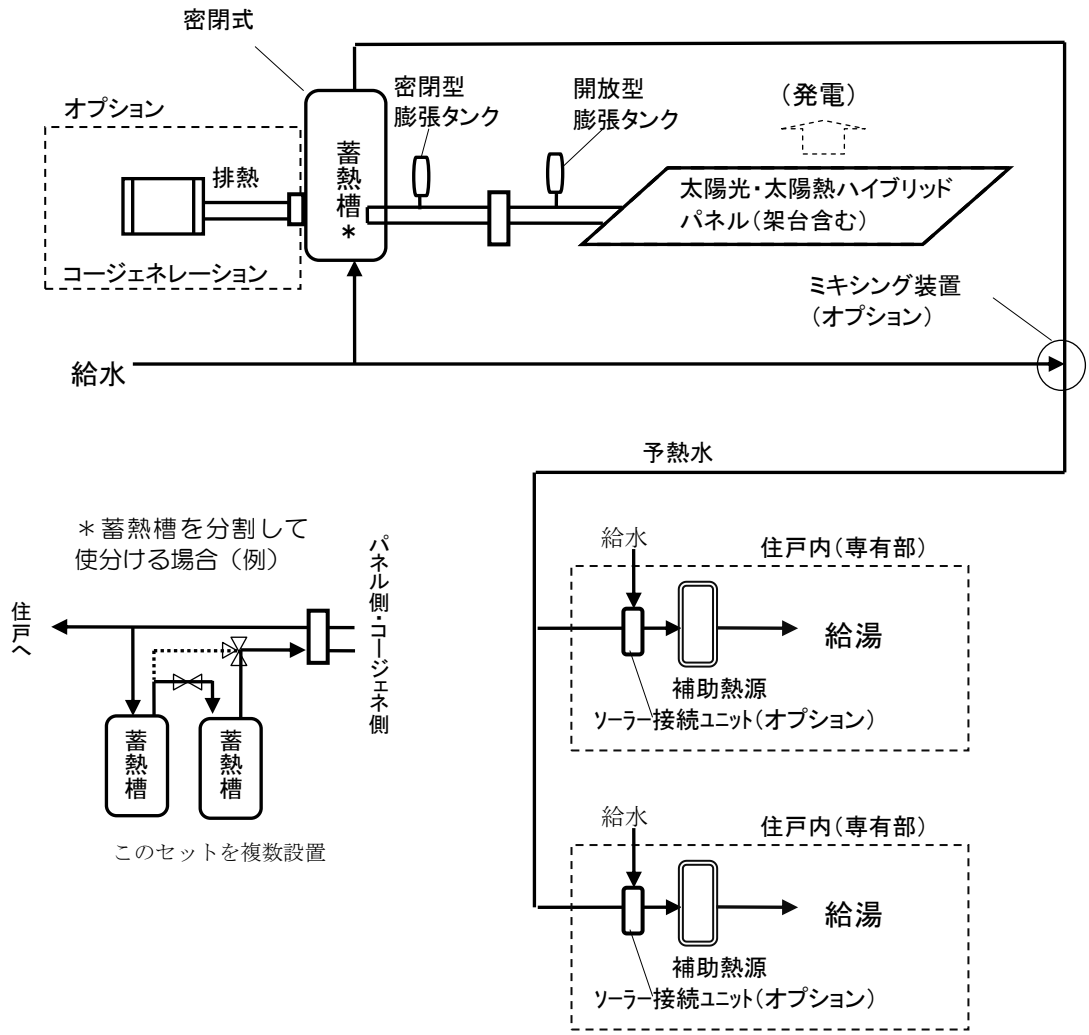 密閉式
オプション
排熱
コージェネレーション
蓄熱槽*
密閉型
膨張タンク
開放型
膨張タンク
(発電)
太陽光・太陽熱ハイブリッド
パネル(架台含む)
ミキシング装置
(オプション)
給水
予熱水
*蓄熱槽を分割して
使分ける場合(例)
住戸へ
パネル側・コージェネ側
蓄熱槽
蓄熱槽
このセットを複数設置
給水
住戸内(専有部)
給湯
補助熱源
ソーラー接続ユニット(オプション)
給水
住戸内(専有部)
給湯
補助熱源
ソーラー接続ユニット(オプション)